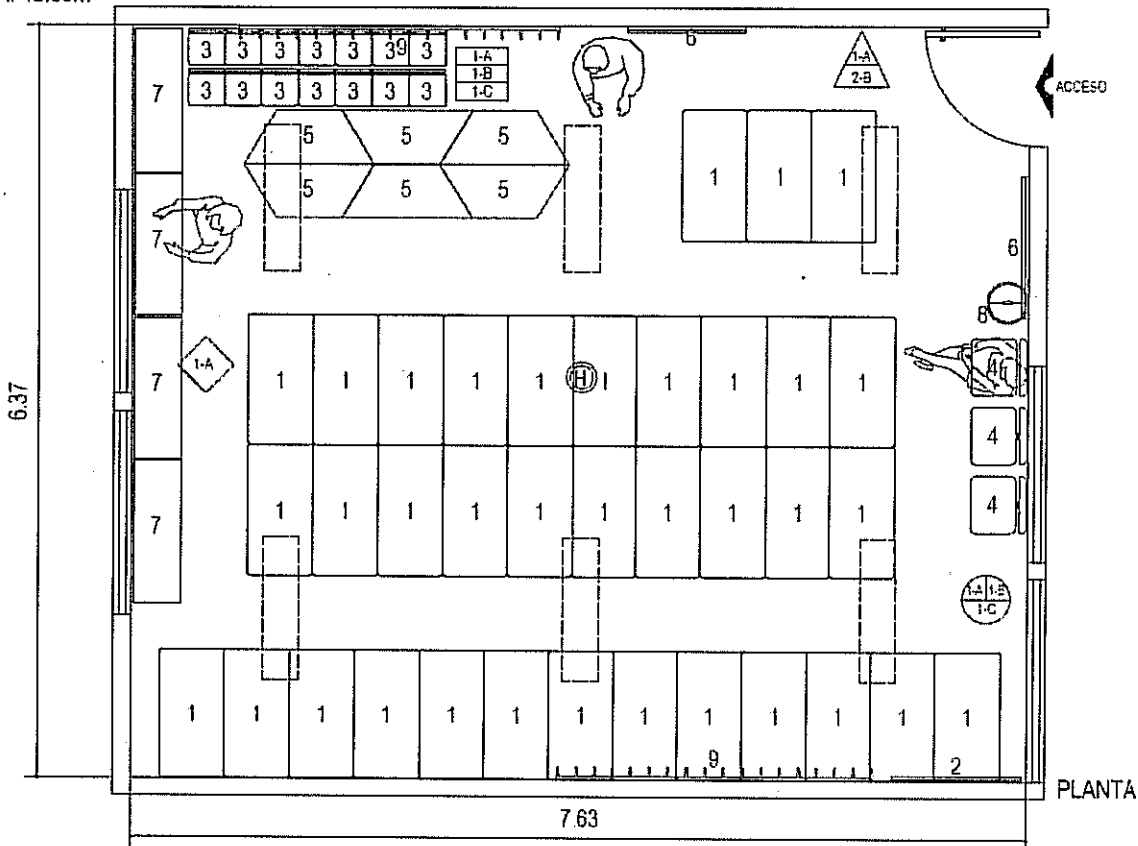 3 3 3 3 3 3 9 3
6
1-A
1-B
1-C
1-A
2-B
7
3 3 3 3 3 3 3
ACCESO
5 5 5
1 1 1
5 5 5
7
6
8
1-A
7
1 1 1 1 1 H 1 1 1 1 1
4
6.37
4
1 1 1 1 1 1 1 1 1 1
4
7
1-A 1-E
1-C
1 1 1 1 1 1 1 1 1 1 1 1 1
9
2
PLANTA
7.63